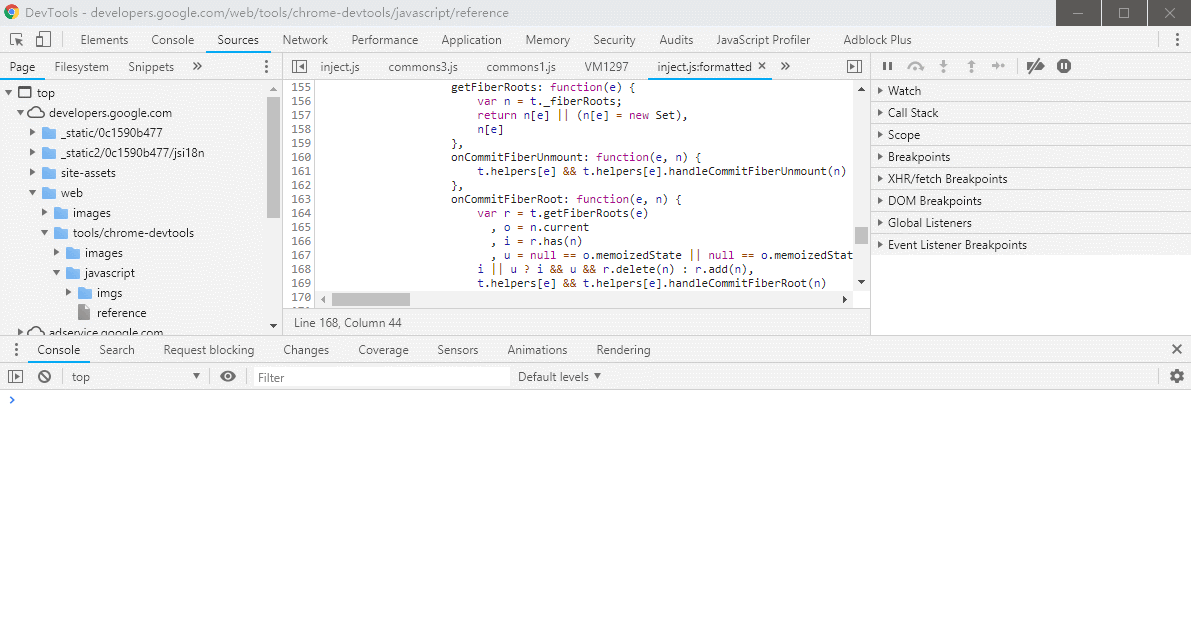 DevTools - developers.google.com/web/tools/chrome-devtools/javascript/reference
Elements Console Sources Network Performance Application Memory Security Audits JavaScript Profiler Adblock Plus
Page Filesystem Snippets »
inject.js commons3.js commons1.js VM1297 inject.js:formatted × »
top
developers.google.com
_static/0c1590b477
_static2/0c1590b477/jsi18n
site-assets
web
images
tools/chrome-devtools
images
javascript
imgs
reference
adservice.google.com
155 getFiberRoots: function(e) {
156 var n = t._fiberRoots;
157 return n[e] || (n[e] = new Set),
158 n[e]
159 },
160 onCommitFiberUnmount: function(e, n) {
161 t.helpers[e] && t.helpers[e].handleCommitFiberUnmount(n)
162 },
163 onCommitFiberRoot: function(e, n) {
164 var r = t.getFiberRoots(e)
165 , o = n.current
166 , i = r.has(n)
167 , u = null == o.memoizedState || null == o.memoizedStat
168 i || u ? i && u && r.delete(n) : r.add(n),
169 t.helpers[e] && t.helpers[e].handleCommitFiberRoot(n)
170
Line 168, Column 44
Watch
Call Stack
Scope
Breakpoints
XHR/fetch Breakpoints
DOM Breakpoints
Global Listeners
Event Listener Breakpoints
Console Search Request blocking Changes Coverage Sensors Animations Rendering
top Filter Default levels